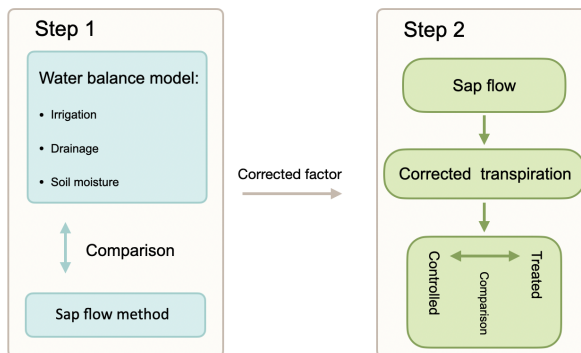 Step 1
Water balance model:
• Irrigation
• Drainage
• Soil moisture
Comparison
Sap flow method
Corrected factor
Step 2
Sap flow
Corrected transpiration
Controlled
Comparison
Treated